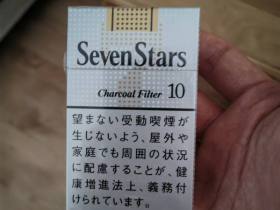 SevenStars
Charcoal Filter 10
望まない受動喫煙が
生じないよう、屋外や
家庭でも周囲の状況
に配慮することが、健
康増進法上、義務付
けられています。